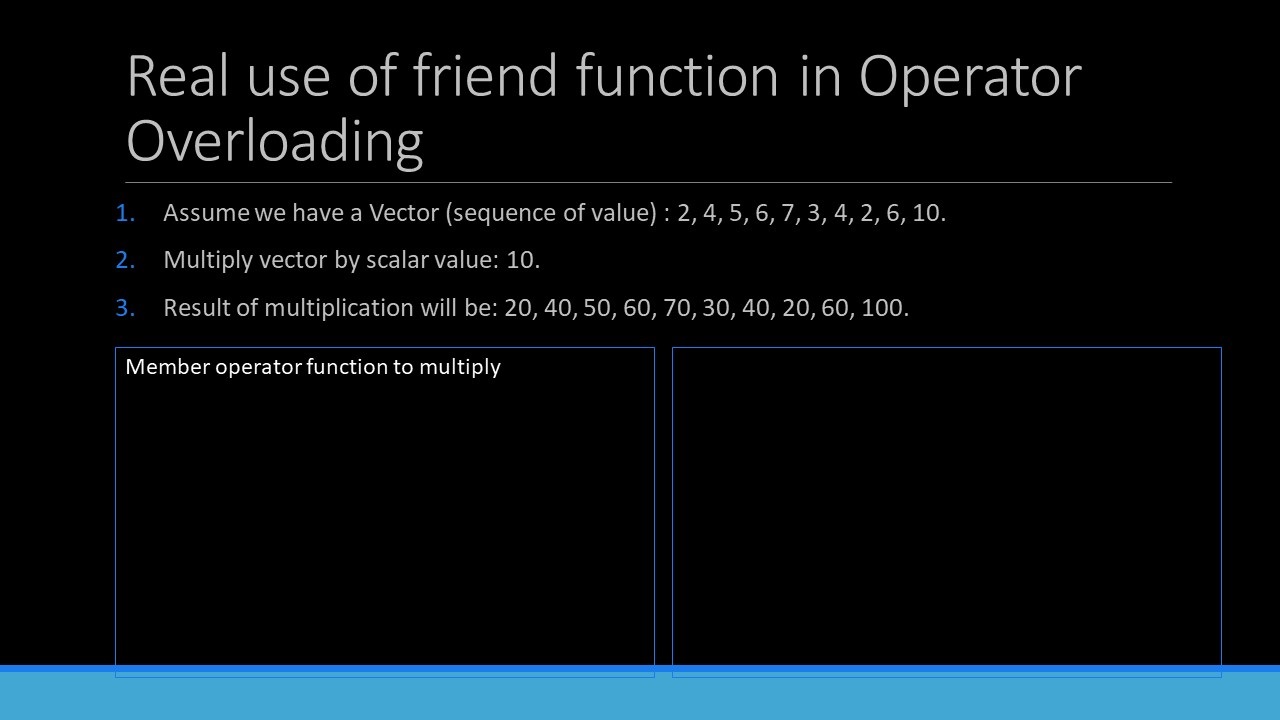 Real use of friend function in Operator
Overloading
1. Assume we have a Vector (sequence of value) : 2, 4, 5, 6, 7, 3, 4, 2, 6, 10.
2. Multiply vector by scalar value: 10.
3. Result of multiplication will be: 20, 40, 50, 60, 70, 30, 40, 20, 60, 100.
Member operator function to multiply